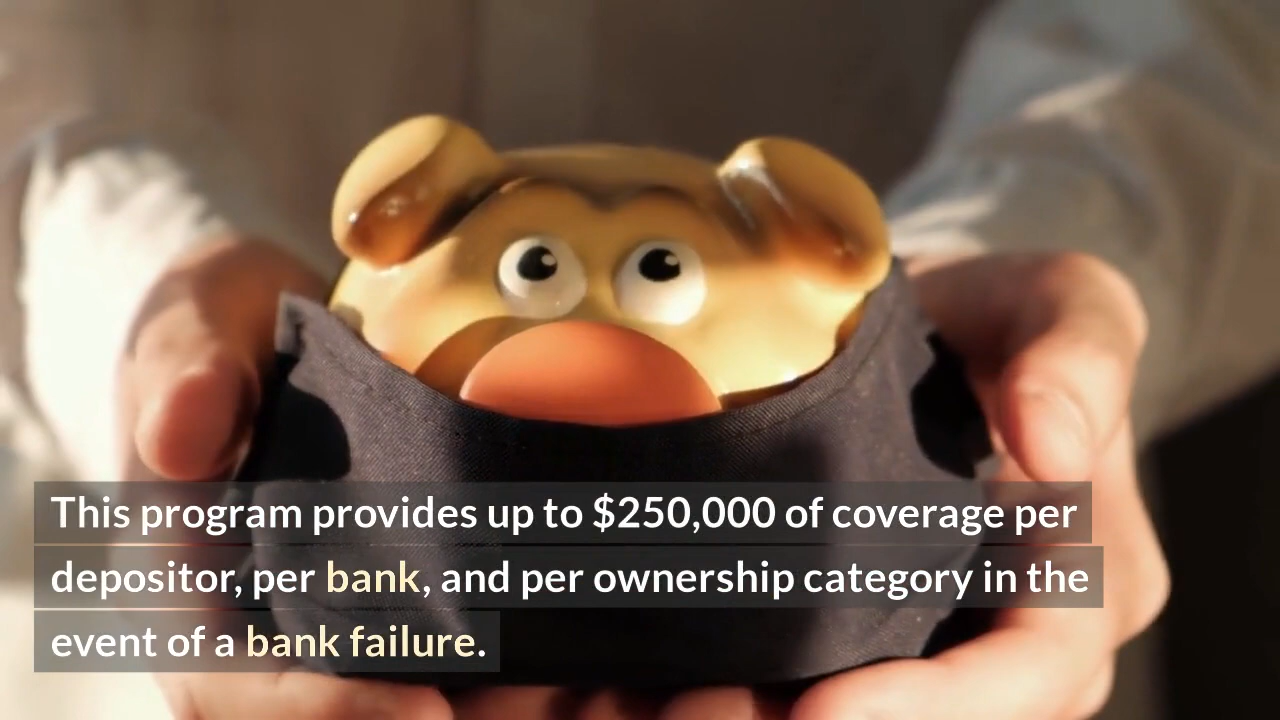 This program provides up to $250,000 of coverage per
depositor, per bank, and per ownership category in the
event of a bank failure.